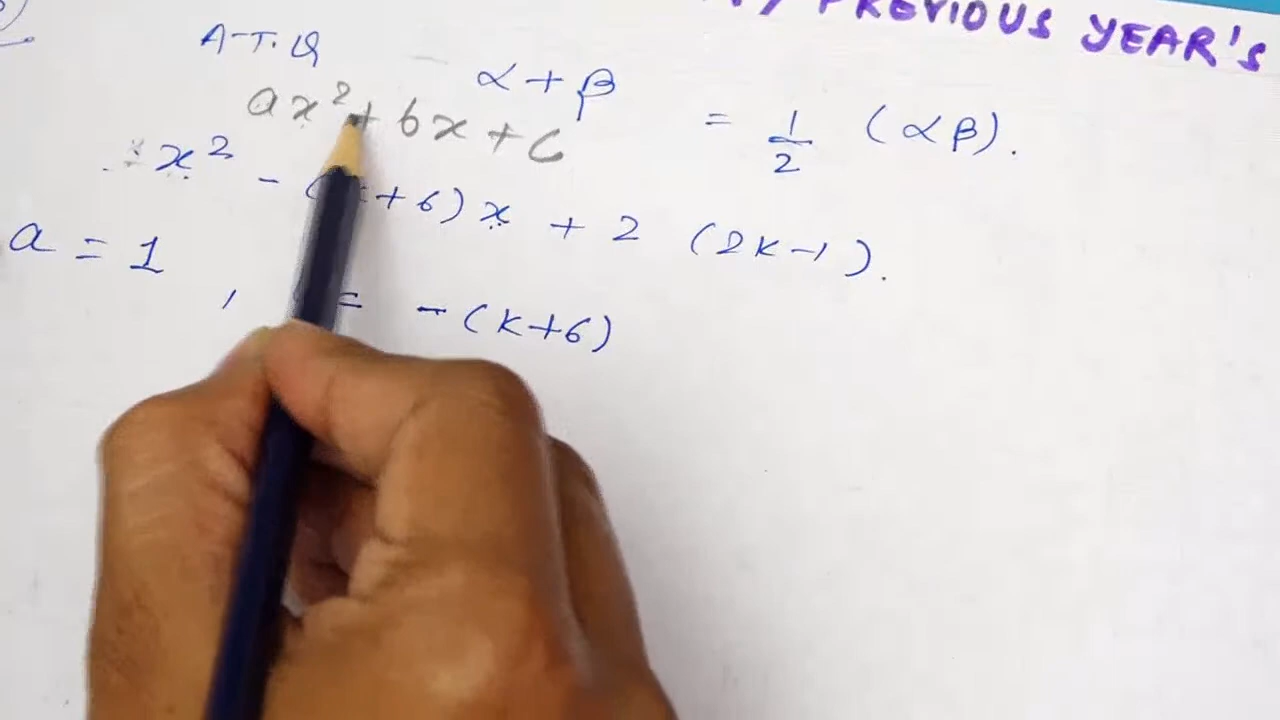 PREVIOUS YEAR'S
A-T.Q
α + β = 1/2 (αβ).
ax² + bx + c
x² - (k+6) x + 2 (2k-1).
a = 1 , = -(k+6)